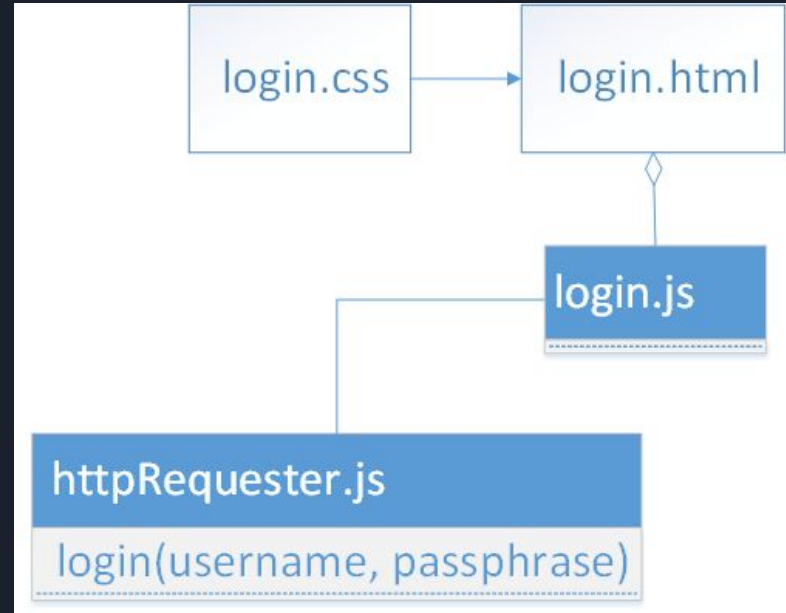 login.css
login.html
login.js
httpRequester.js
login(username, passphrase)